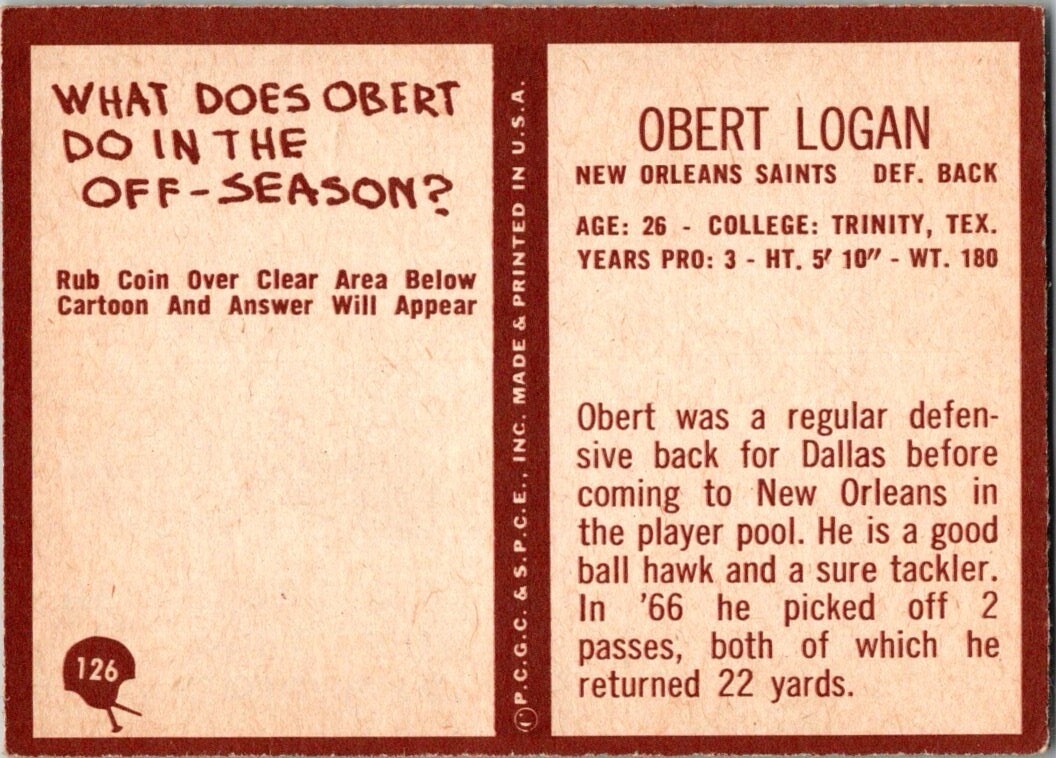 WHAT DOES OBERT
DO IN THE
OFF-SEASON?
Rub Coin Over Clear Area Below
Cartoon And Answer Will Appear
126
©P.C.G.C. & S.P.C.E., INC. MADE & PRINTED IN U.S.A.
OBERT LOGAN
NEW ORLEANS SAINTS DEF. BACK
AGE: 26 - COLLEGE: TRINITY, TEX.
YEARS PRO: 3 - HT. 5' 10" - WT. 180
Obert was a regular defen-
sive back for Dallas before
coming to New Orleans in
the player pool. He is a good
ball hawk and a sure tackler.
In '66 he picked off 2
passes, both of which he
returned 22 yards.